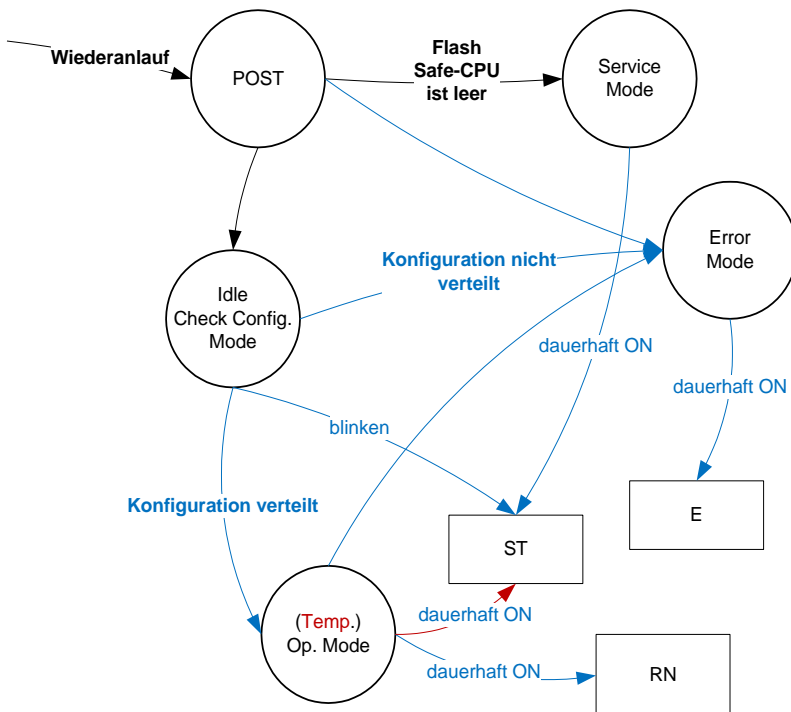 Wiederanlauf
POST
Flash
Safe-CPU
ist leer
Service
Mode
Error
Mode
Konfiguration nicht
verteilt
Idle
Check Config.
Mode
dauerhaft ON
dauerhaft ON
blinken
Konfiguration verteilt
E
ST
(Temp.)
Op. Mode
dauerhaft ON
dauerhaft ON
RN